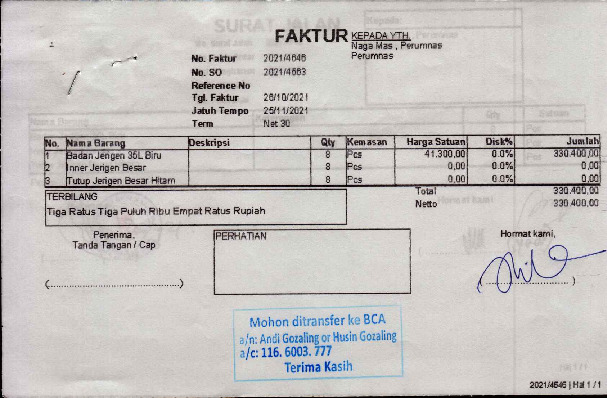 FAKTUR
KEPADA YTH.
Naga Mas , Perumnas
Perumnas
No. Faktur 2021/4646
No. SO 2021/4663
Reference No
Tgl. Faktur 26/10/2021
Jatuh Tempo 25/11/2021
Term Net 30
No. Nama Barang Deskripsi Qty Kemasan Harga Satuan Disk% Jumlah
1 Badan Jerigen 35L Biru 8 Pcs 41.300,00 0.0% 330.400,00
2 Inner Jerigen Besar 8 Pcs 0,00 0.0% 0,00
3 Tutup Jerigen Besar Hitam 8 Pcs 0,00 0.0% 0,00
Total 330.400,00
Netto 330.400,00
TERBILANG
Tiga Ratus Tiga Puluh Ribu Empat Ratus Rupiah
Penerima,
Tanda Tangan / Cap
(................................)
PERHATIAN
Hormat kami,
(......................)
Mohon ditransfer ke BCA
a/n: Andi Gozaling or Husin Gozaling
a/c: 116. 6003. 777
Terima Kasih
2021/4646 | Hal 1 / 1